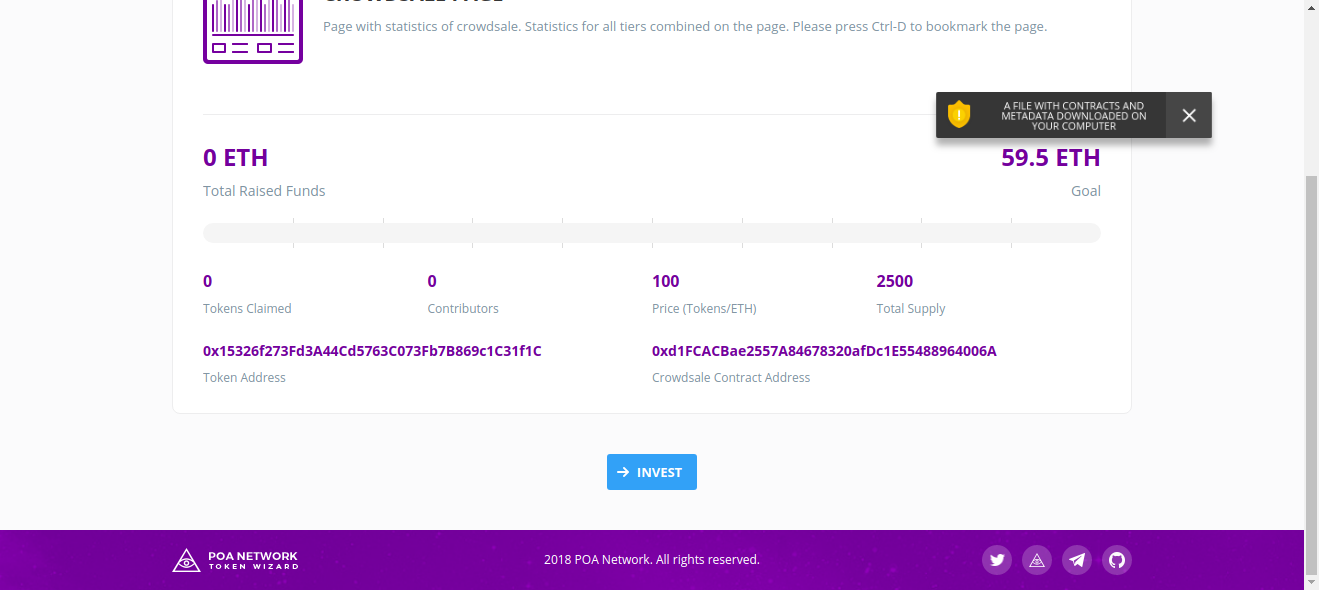 Page with statistics of crowdsale. Statistics for all tiers combined on the page. Please press Ctrl-D to bookmark the page.
A FILE WITH CONTRACTS AND
METADATA DOWNLOADED ON
YOUR COMPUTER
0 ETH
59.5 ETH
Total Raised Funds
Goal
0
0
100
2500
Tokens Claimed
Contributors
Price (Tokens/ETH)
Total Supply
0x15326f273Fd3A44Cd5763C073Fb7B869c1C31f1C
0xd1FCACBae2557A84678320afDc1E55488964006A
Token Address
Crowdsale Contract Address
INVEST
POA NETWORK
TOKEN WIZARD
2018 POA Network. All rights reserved.